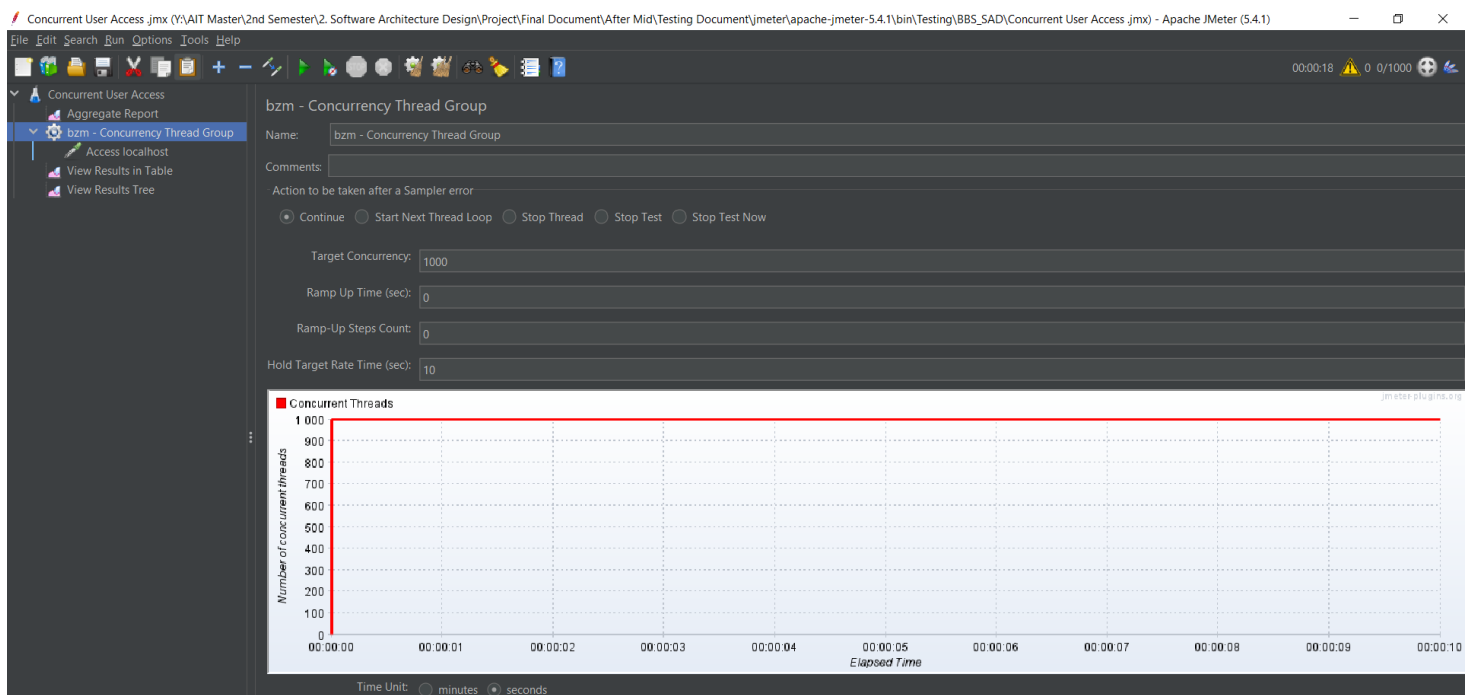 Concurrent User Access .jmx (Y:\AIT Master\2nd Semester\2. Software Architecture Design\Project\Final Document\After Mid\Testing Document\jmeter\apache-jmeter-5.4.1\bin\Testing\BBS_SAD\Concurrent User Access .jmx) - Apache JMeter (5.4.1)
File Edit Search Run Options Tools Help
00:00:18 0 0/1000
Concurrent User Access
Aggregate Report
bzm - Concurrency Thread Group
Access localhost
View Results in Table
View Results Tree
bzm - Concurrency Thread Group
Name: bzm - Concurrency Thread Group
Comments:
Action to be taken after a Sampler error
Continue Start Next Thread Loop Stop Thread Stop Test Stop Test Now
Target Concurrency: 1000
Ramp Up Time (sec): 0
Ramp-Up Steps Count: 0
Hold Target Rate Time (sec): 10
Concurrent Threads
jmeter-plugins.org
Number of concurrent threads
1 000
900
800
700
600
500
400
300
200
100
0
00:00:00 00:00:01 00:00:02 00:00:03 00:00:04 00:00:05 00:00:06 00:00:07 00:00:08 00:00:09 00:00:10
Elapsed Time
Time Unit: minutes seconds